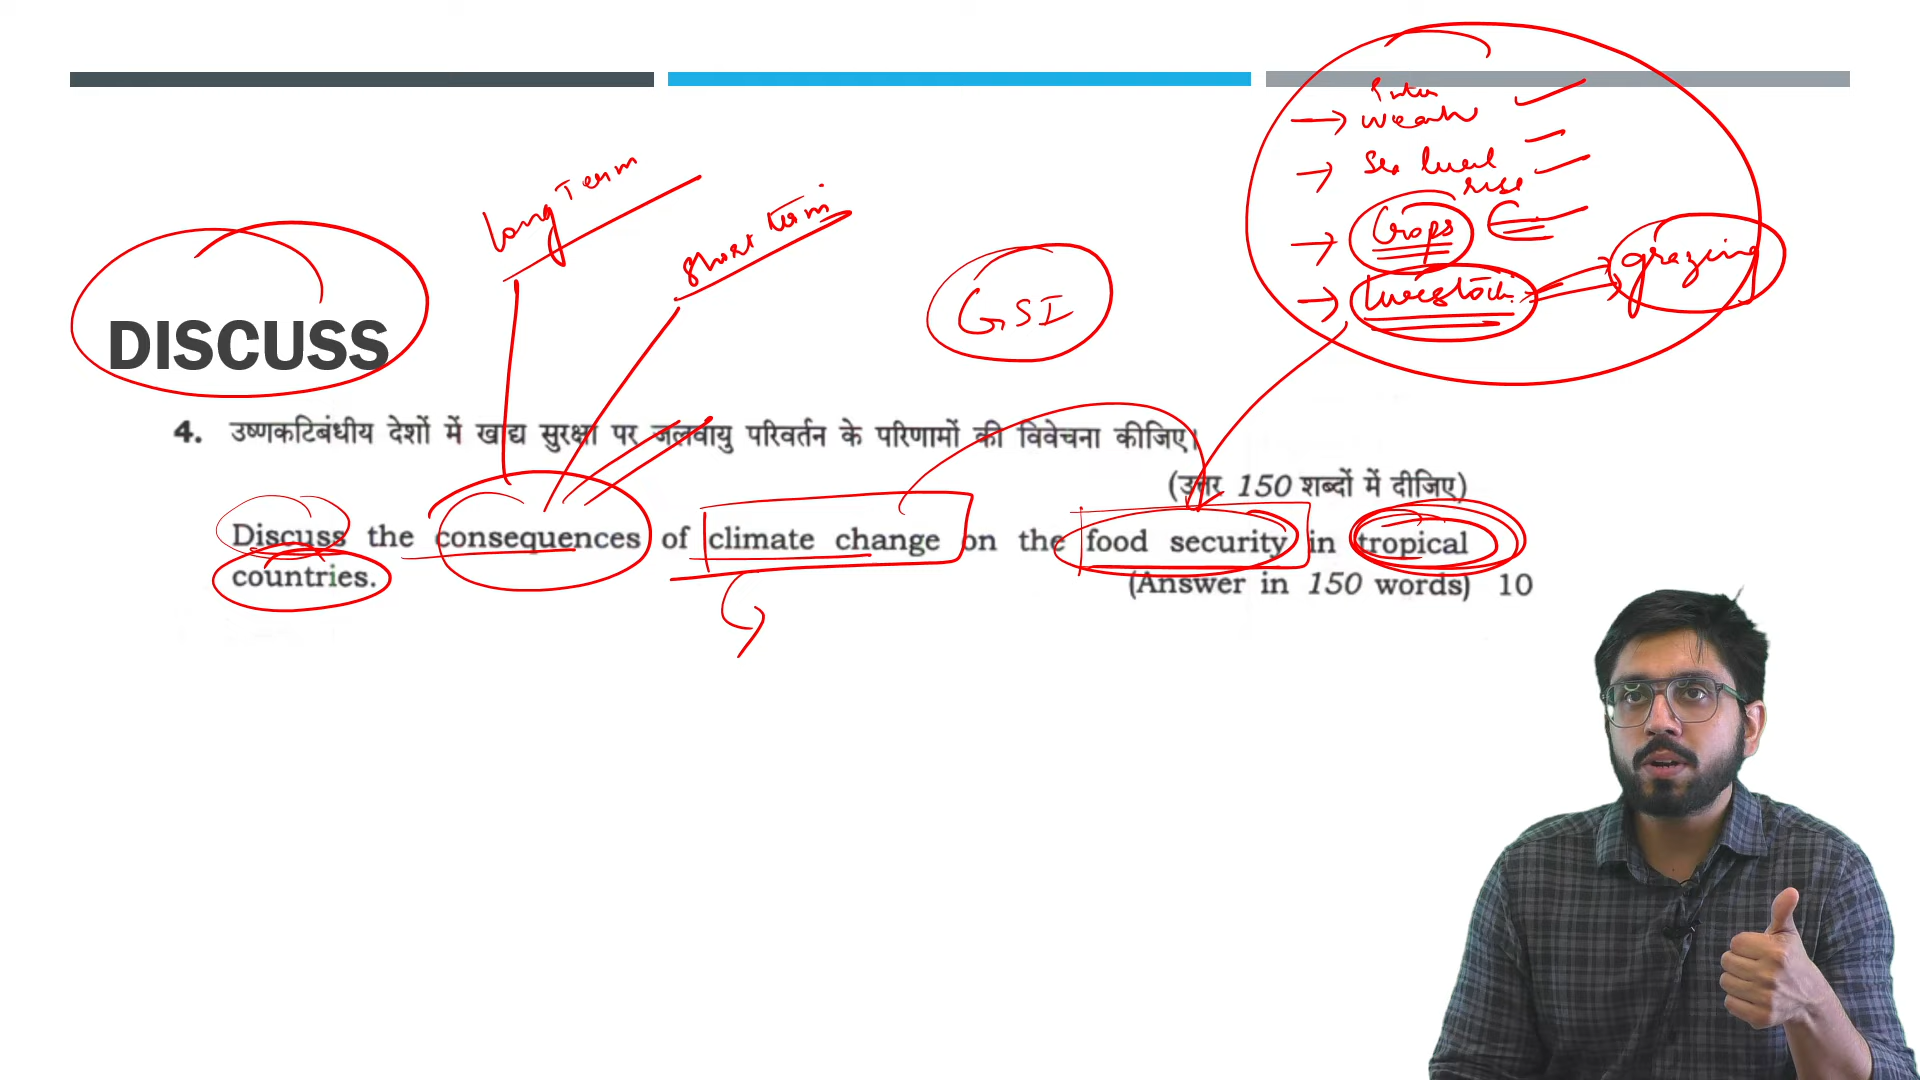 Inten
weath
Sea level
rise
Crops
livestock
grazing
Long Term
Short term
GSI
DISCUSS
4. उष्णकटिबंधीय देशों में खाद्य सुरक्षा पर जलवायु परिवर्तन के परिणामों की विवेचना कीजिए।
(उत्तर 150 शब्दों में दीजिए)
Discuss the consequences of climate change on the food security in tropical
countries. (Answer in 150 words) 10